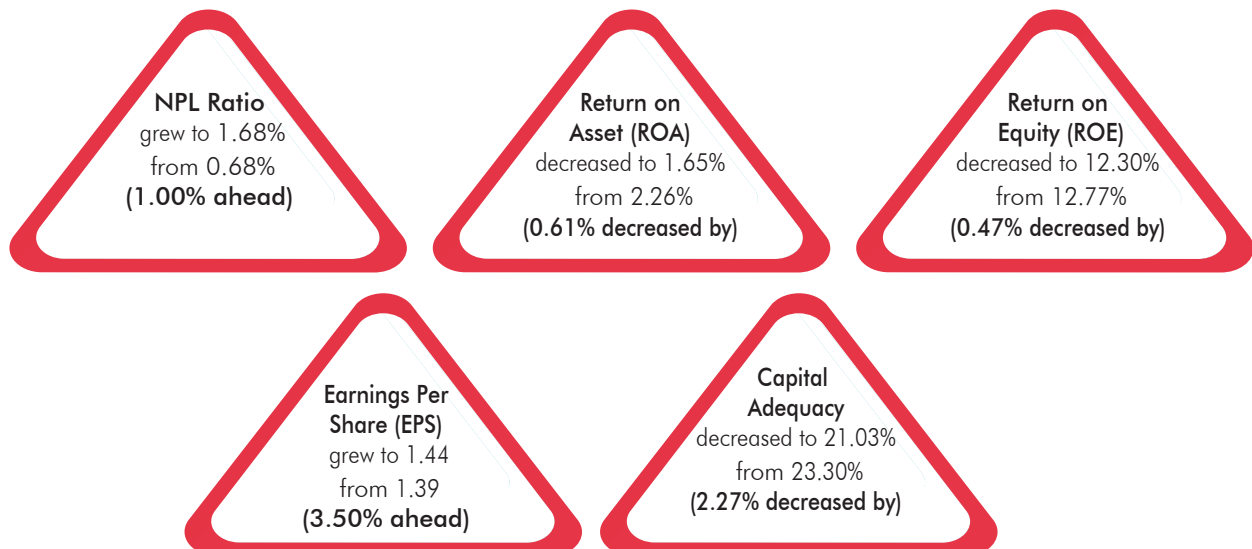 NPL Ratio
grew to 1.68%
from 0.68%
(1.00% ahead)
Return on
Asset (ROA)
decreased to 1.65%
from 2.26%
(0.61% decreased by)
Return on
Equity (ROE)
decreased to 12.30%
from 12.77%
(0.47% decreased by)
Earnings Per
Share (EPS)
grew to 1.44
from 1.39
(3.50% ahead)
Capital
Adequacy
decreased to 21.03%
from 23.30%
(2.27% decreased by)